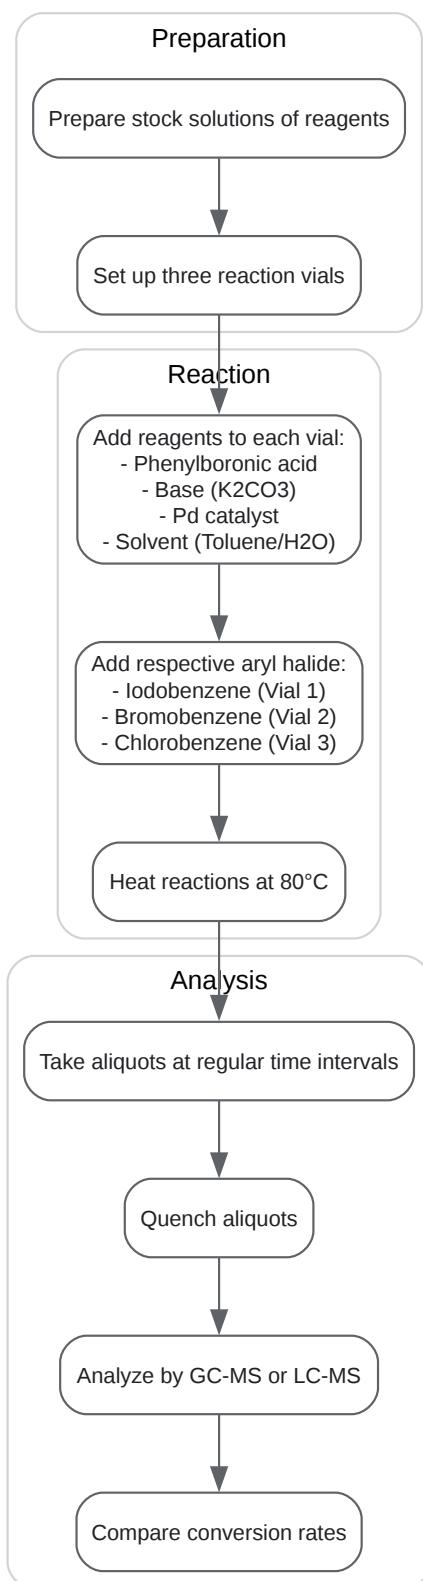 Preparation
Prepare stock solutions of reagents
Set up three reaction vials
Reaction
Add reagents to each vial:
- Phenylboronic acid
- Base (K2CO3)
- Pd catalyst
- Solvent (Toluene/H2O)
Add respective aryl halide:
- Iodobenzene (Vial 1)
- Bromobenzene (Vial 2)
- Chlorobenzene (Vial 3)
Heat reactions at 80°C
Analysis
Take aliquots at regular time intervals
Quench aliquots
Analyze by GC-MS or LC-MS
Compare conversion rates